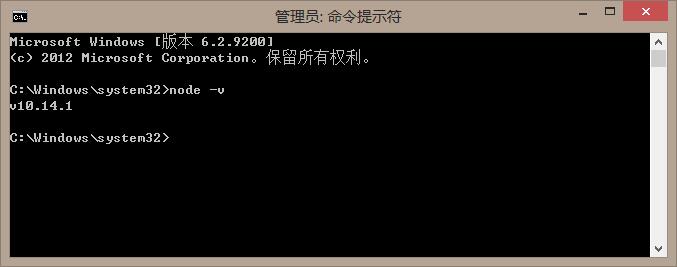 管理员: 命令提示符
Microsoft Windows [版本 6.2.9200]
(c) 2012 Microsoft Corporation。保留所有权利。
C:\Windows\system32>node -v
v10.14.1
C:\Windows\system32>